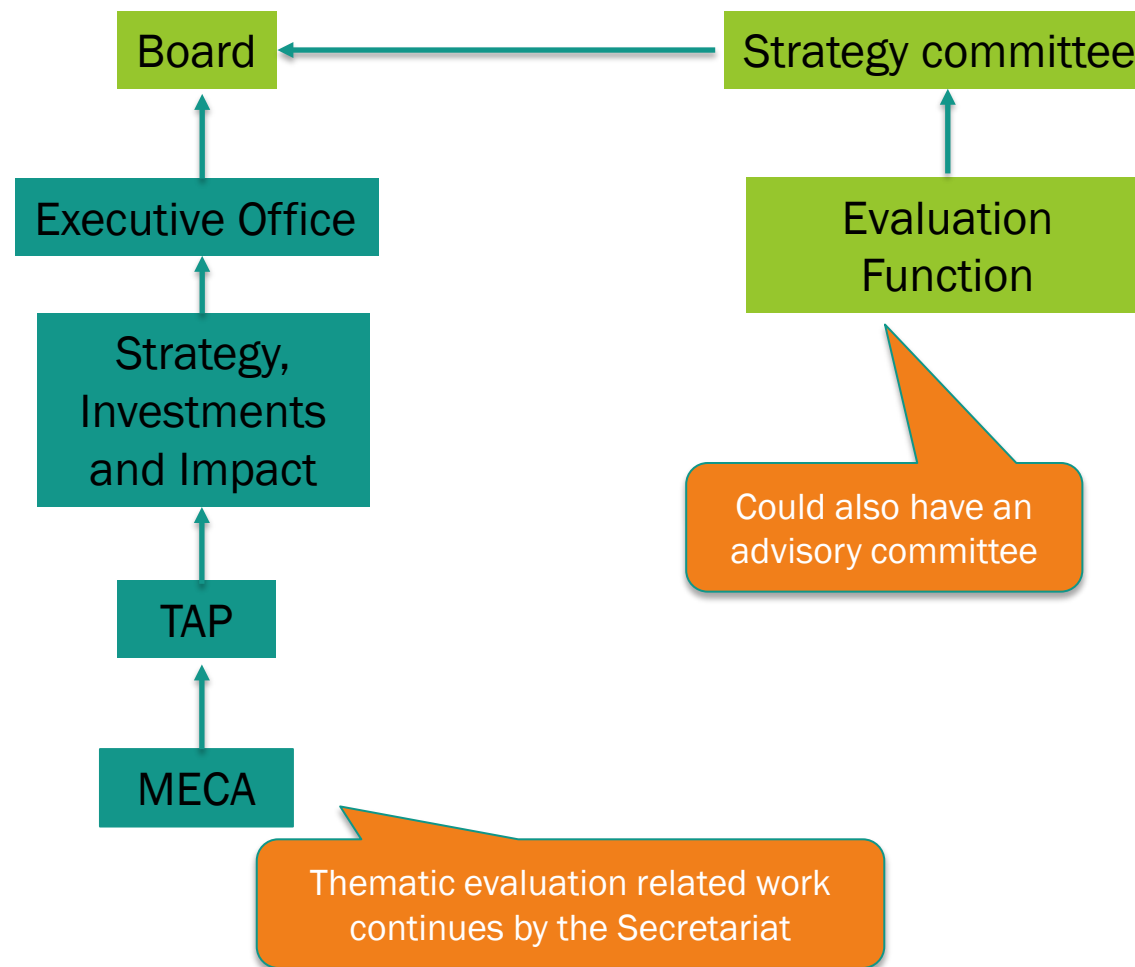 Board
Strategy committee
Executive Office
Evaluation
Function
Strategy,
Investments
and Impact
Could also have an
advisory committee
TAP
MECA
Thematic evaluation related work
continues by the Secretariat